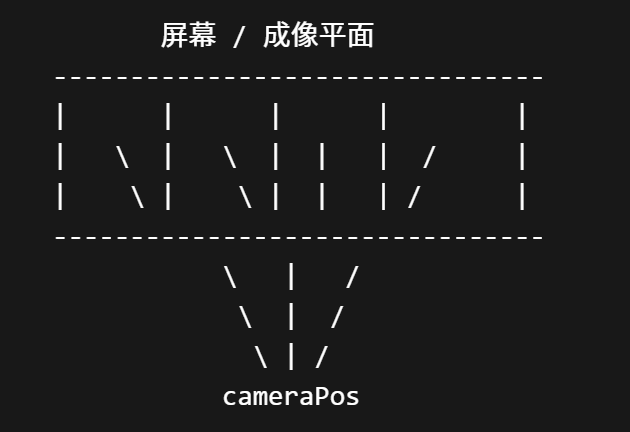 屏幕 / 成像平面
--------------------------------
|      |      |      |        |
|   \  |   \  |  |   |  /     |
|    \ |    \ |  |   | /      |
--------------------------------
           \   |   /
            \  |  /
             \ | /
           cameraPos